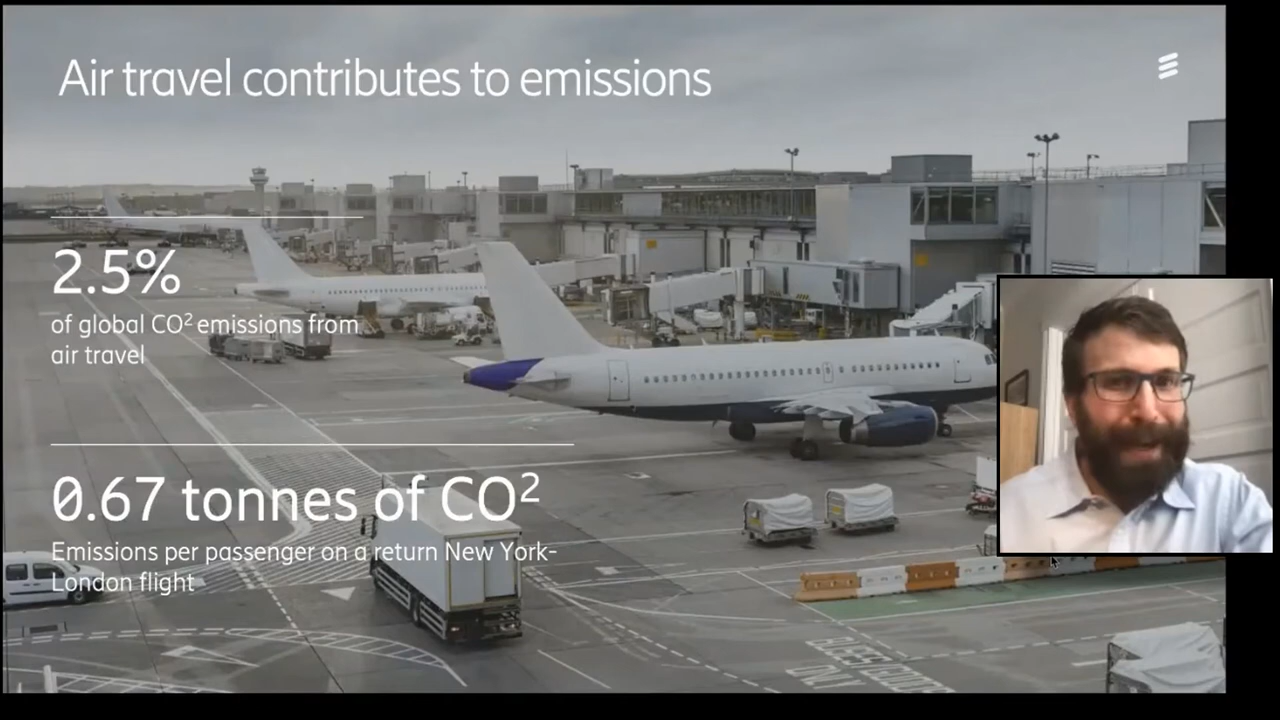 Air travel contributes to emissions
2.5%
of global CO² emissions from
air travel
0.67 tonnes of CO²
Emissions per passenger on a return New York-
London flight
ONLY